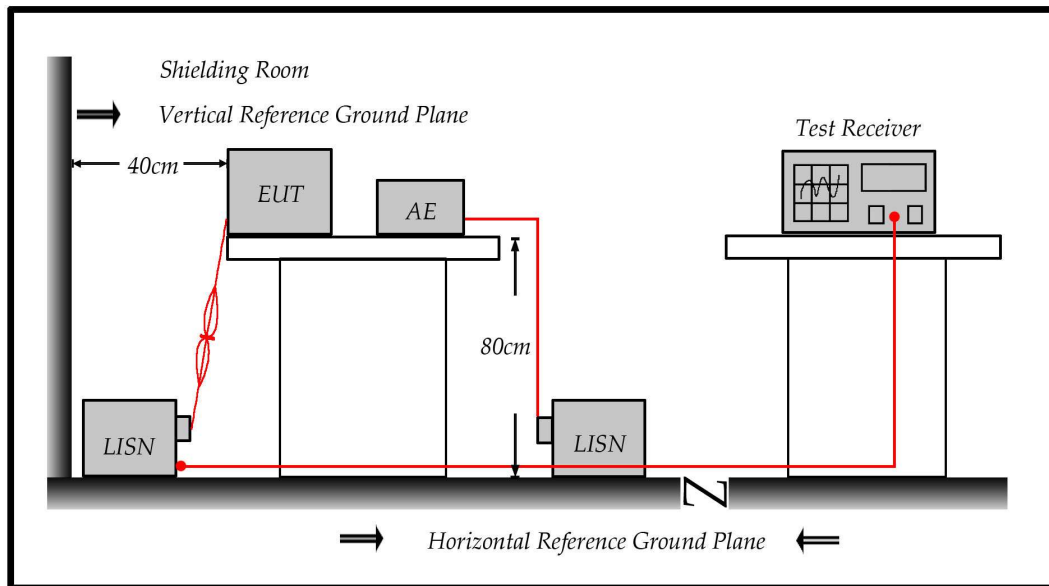 Shielding Room
Vertical Reference Ground Plane
Test Receiver
40cm
EUT
AE
80cm
LISN
LISN
Horizontal Reference Ground Plane